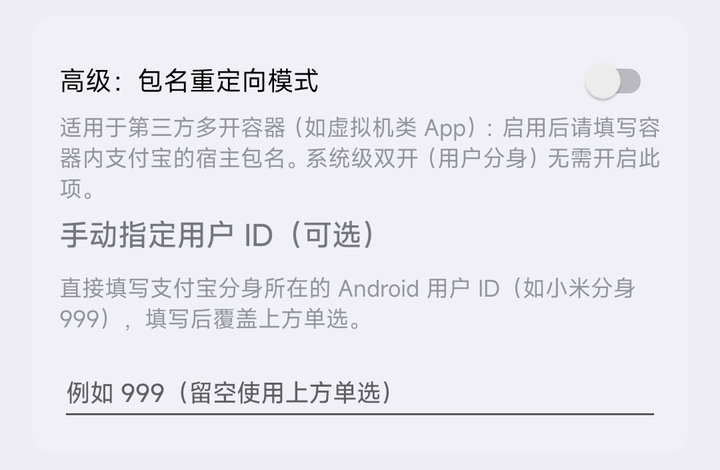 高级：包名重定向模式
适用于第三方多开容器（如虚拟机类 App）：启用后请填写容
器内支付宝的宿主包名。系统级双开（用户分身）无需开启此
项。
手动指定用户 ID（可选）
直接填写支付宝分身所在的 Android 用户 ID（如小米分身
999），填写后覆盖上方单选。
例如 999（留空使用上方单选）